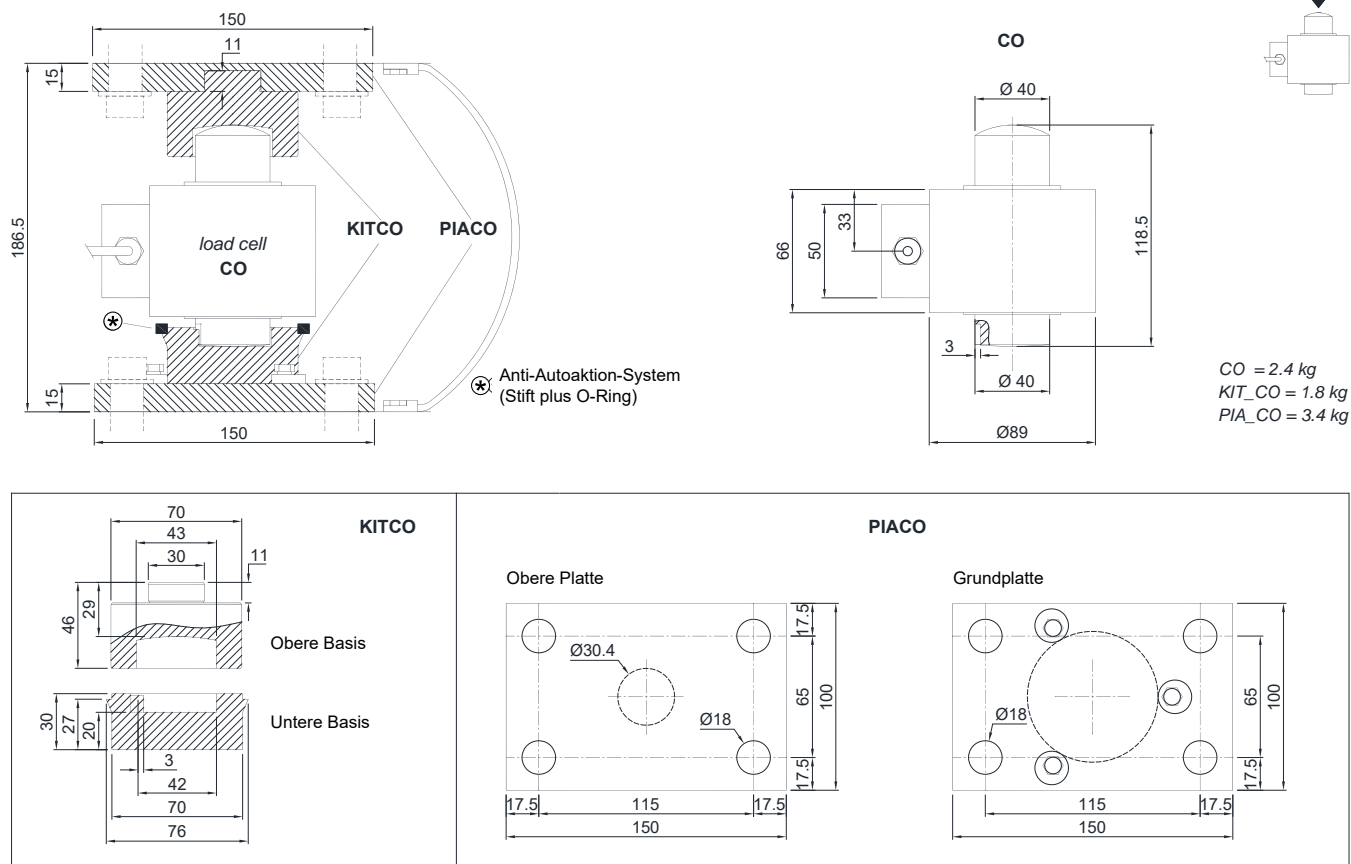 150
11
15
186.5
KITCO
PIACO
load cell
CO
*
15
150
* Anti-Autoaktion-System
(Stift plus O-Ring)
CO
Ø 40
66
50
33
118.5
3
Ø 40
Ø89
CO = 2.4 kg
KIT_CO = 1.8 kg
PIA_CO = 3.4 kg
KITCO
70
43
30
11
46
29
Obere Basis
30
27
20
Untere Basis
3
42
70
76
PIACO
Obere Platte
Ø30.4
Ø18
17.5
65
100
17.5
17.5
115
17.5
150
Grundplatte
Ø18
17.5
65
100
17.5
115
17.5
150